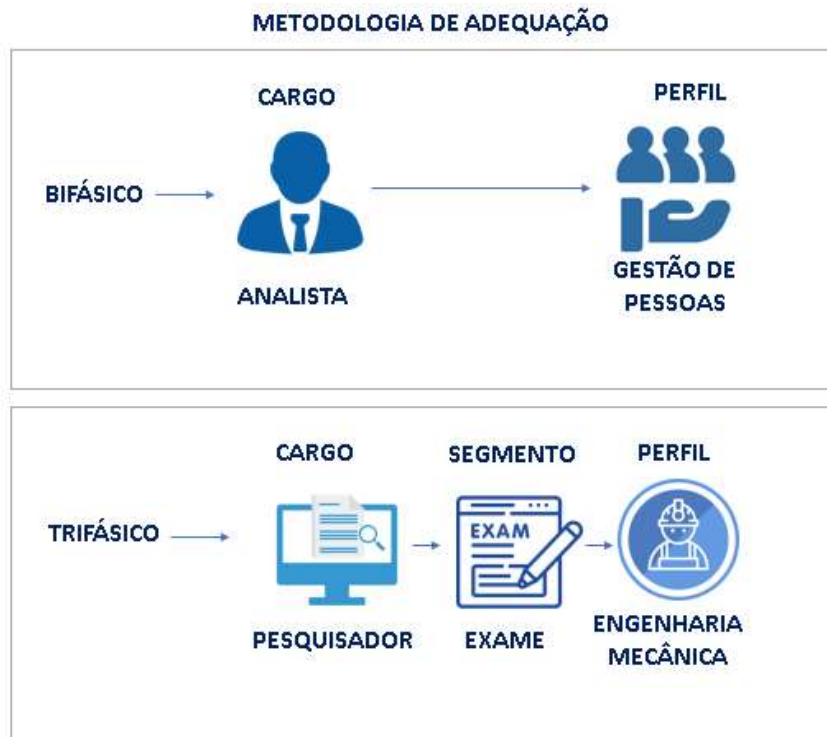 METODOLOGIA DE ADEQUAÇÃO
CARGO
PERFIL
BIFÁSICO
ANALISTA
GESTÃO DE
PESSOAS
CARGO
SEGMENTO
PERFIL
TRIFÁSICO
EXAM
PESQUISADOR
EXAME
ENGENHARIA
MECÂNICA